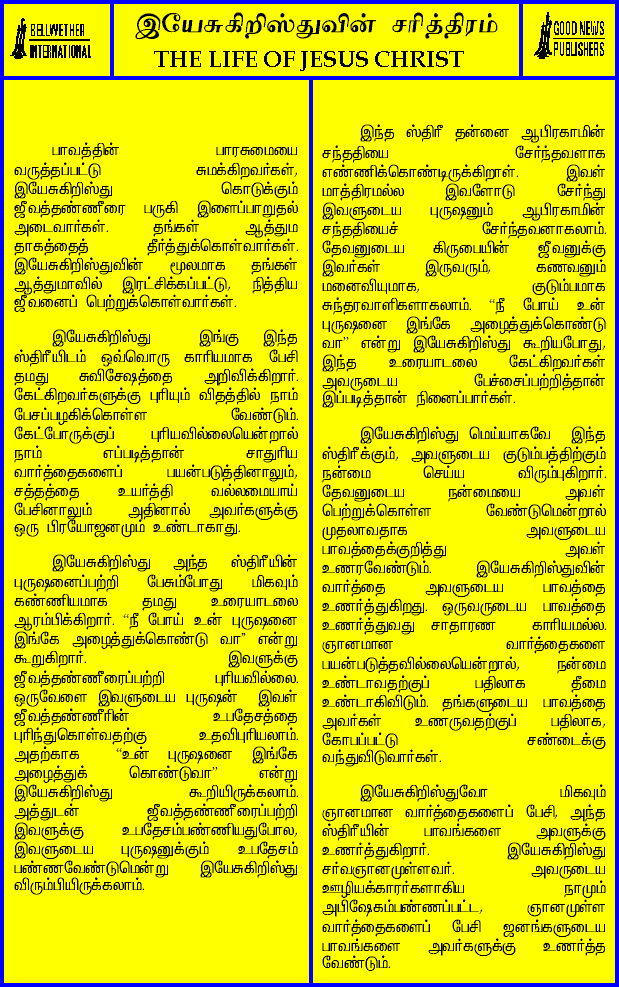 BELLWETHER
INTERNATIONAL
இயேசுகிறிஸ்துவின் சரித்திரம்
THE LIFE OF JESUS CHRIST
GOOD NEWS
PUBLISHERS
பாவத்தின் பாரசுமையை
வருத்தப்பட்டு சுமக்கிறவர்கள்,
இயேசுகிறிஸ்து கொடுக்கும்
ஜீவத்தண்ணீரை பருகி இளைப்பாறுதல்
அடைவார்கள். தங்கள் ஆத்தும
தாகத்தைத் தீர்த்துக்கொள்வார்கள்.
இயேசுகிறிஸ்துவின் மூலமாக தங்கள்
ஆத்துமாவில் இரட்சிக்கப்பட்டு, நித்திய
ஜீவனைப் பெற்றுக்கொள்வார்கள்.
இயேசுகிறிஸ்து இங்கு இந்த
ஸ்திரீயிடம் ஒவ்வொரு காரியமாக பேசி
தமது சுவிசேஷத்தை அறிவிக்கிறார்.
கேட்கிறவர்களுக்கு புரியும் விதத்தில் நாம்
பேசப்பழகிக்கொள்ள வேண்டும்.
கேட்போருக்குப் புரியவில்லையென்றால்
நாம் எப்படித்தான் சாதுரிய
வார்த்தைகளைப் பயன்படுத்தினாலும்,
சத்தத்தை உயர்த்தி வல்லமையாய்
பேசினாலும் அதினால் அவர்களுக்கு
ஒரு பிரயோஜனமும் உண்டாகாது.
இயேசுகிறிஸ்து அந்த ஸ்திரீயின்
புருஷனைப்பற்றி பேசும்போது மிகவும்
கண்ணியமாக தமது உரையாடலை
ஆரம்பிக்கிறார். “நீ போய் உன் புருஷனை
இங்கே அழைத்துக்கொண்டு வா” என்று
கூறுகிறார். இவளுக்கு
ஜீவத்தண்ணீரைப்பற்றி புரியவில்லை.
ஒருவேளை இவளுடைய புருஷன் இவள்
ஜீவத்தண்ணீரின் உபதேசத்தை
புரிந்துகொள்வதற்கு உதவிபுரியலாம்.
அதற்காக “உன் புருஷனை இங்கே
அழைத்துக் கொண்டுவா” என்று
இயேசுகிறிஸ்து கூறியிருக்கலாம்.
அத்துடன் ஜீவத்தண்ணீரைப்பற்றி
இவளுக்கு உபதேசம்பண்ணியதுபோல,
இவளுடைய புருஷனுக்கும் உபதேசம்
பண்ணவேண்டுமென்று இயேசுகிறிஸ்து
விரும்பியிருக்கலாம்.
இந்த ஸ்திரீ தன்னை ஆபிரகாமின்
சந்ததியை சேர்ந்தவளாக
எண்ணிக்கொண்டிருக்கிறாள். இவள்
மாத்திரமல்ல இவளோடு சேர்ந்து
இவளுடைய புருஷனும் ஆபிரகாமின்
சந்ததியைச் சேர்ந்தவனாகலாம்.
தேவனுடைய கிருபையின் ஜீவனுக்கு
இவர்கள் இருவரும், கணவனும்
மனைவியுமாக, குடும்பமாக
சுந்தரவாளிகளாகலாம். “நீ போய் உன்
புருஷனை இங்கே அழைத்துக்கொண்டு
வா” என்று இயேசுகிறிஸ்து கூறியபோது,
இந்த உரையாடலை கேட்கிறவர்கள்
அவருடைய பேச்சைப்பற்றித்தான்
இப்படித்தான் நினைப்பார்கள்.
இயேசுகிறிஸ்து மெய்யாகவே இந்த
ஸ்திரீக்கும், அவளுடைய குடும்பத்திற்கும்
நன்மை செய்ய விரும்புகிறார்.
தேவனுடைய நன்மையை அவள்
பெற்றுக்கொள்ள வேண்டுமென்றால்
முதலாவதாக அவளுடைய
பாவத்தைக்குறித்து அவள்
உணரவேண்டும். இயேசுகிறிஸ்துவின்
வார்த்தை அவளுடைய பாவத்தை
உணர்த்துகிறது. ஒருவருடைய பாவத்தை
உணர்த்துவது சாதாரண காரியமல்ல.
ஞானமான வார்த்தைகளை
பயன்படுத்தவில்லையென்றால், நன்மை
உண்டாவதற்குப் பதிலாக தீமை
உண்டாகிவிடும். தங்களுடைய பாவத்தை
அவர்கள் உணருவதற்குப் பதிலாக,
கோபப்பட்டு சண்டைக்கு
வந்துவிடுவார்கள்.
இயேசுகிறிஸ்துவோ மிகவும்
ஞானமான வார்த்தைகளைப் பேசி, அந்த
ஸ்திரீயின் பாவங்களை அவளுக்கு
உணர்த்துகிறார். இயேசுகிறிஸ்து
சர்வஞானமுள்ளவர். அவருடைய
ஊழியக்காரர்களாகிய நாமும்
அபிஷேகம்பண்ணப்பட்ட, ஞானமுள்ள
வார்த்தைகளைப் பேசி ஜனங்களுடைய
பாவங்களை அவர்களுக்கு உணர்த்த
வேண்டும்.